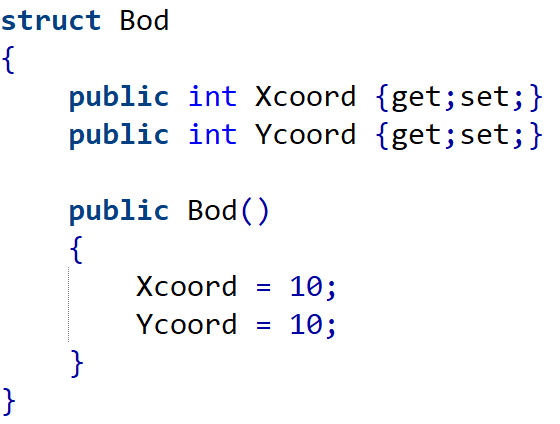 struct Bod
{
    public int Xcoord {get;set;}
    public int Ycoord {get;set;}

    public Bod()
    {
        Xcoord = 10;
        Ycoord = 10;
    }
}